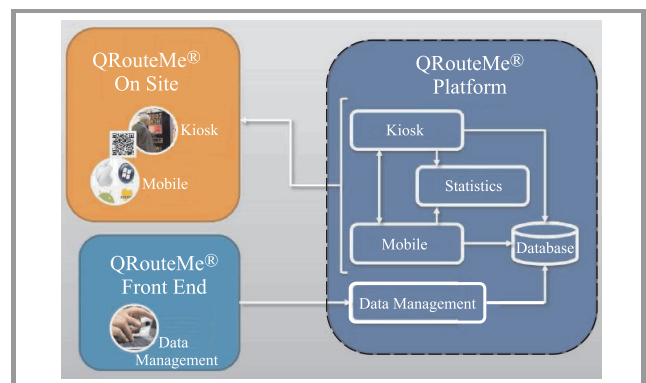 QRouteMe®
On Site
Kiosk
Mobile
QRouteMe®
Front End
Data
Management
QRouteMe®
Platform
Kiosk
Statistics
Mobile
Database
Data Management